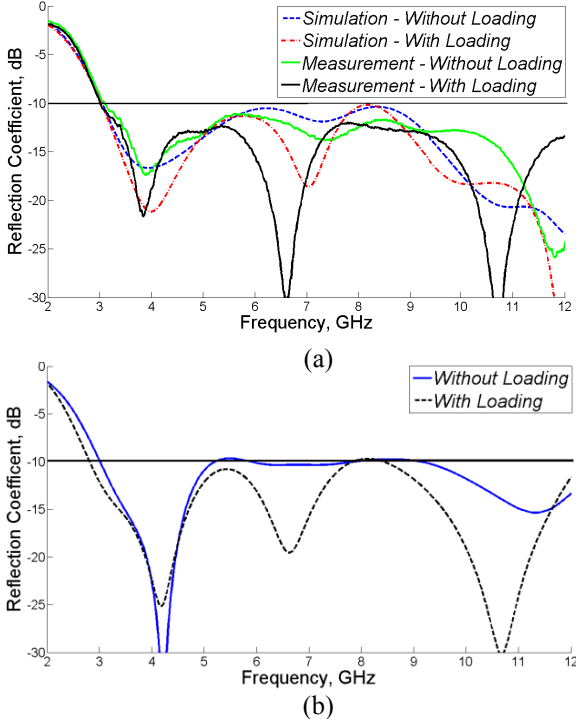 0
-5
-10
-15
-20
-25
-30
Reflection Coefficient, dB
Simulation - Without Loading
Simulation - With Loading
Measurement - Without Loading
Measurement - With Loading
2 3 4 5 6 7 8 9 10 11 12
Frequency, GHz
(a)
0
-5
-10
-15
-20
-25
-30
Reflection Coefficent, dB
Without Loading
With Loading
2 3 4 5 6 7 8 9 10 11 12
Frequency, GHz
(b)